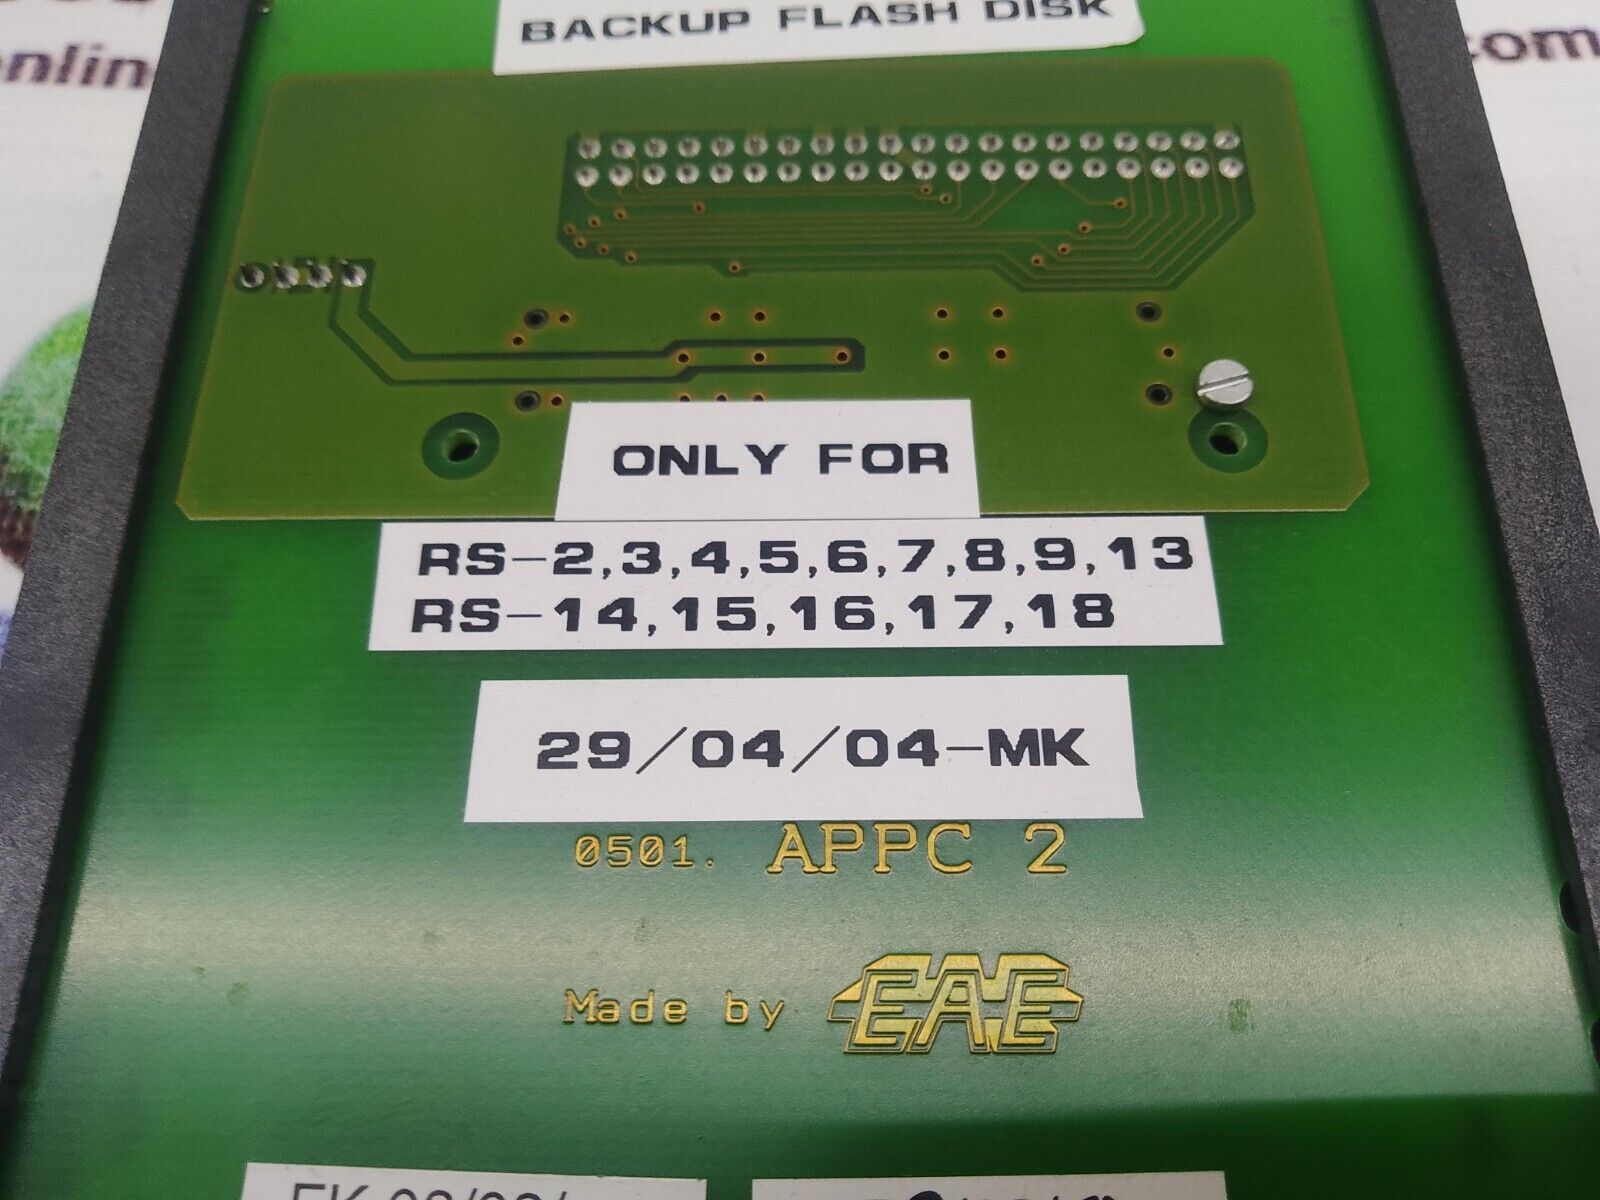 BACKUP FLASH DISK
ONLY FOR
RS-2,3,4,5,6,7,8,9,13
RS-14,15,16,17,18
29/04/04-MK
0501. APPC 2
Made by EAE